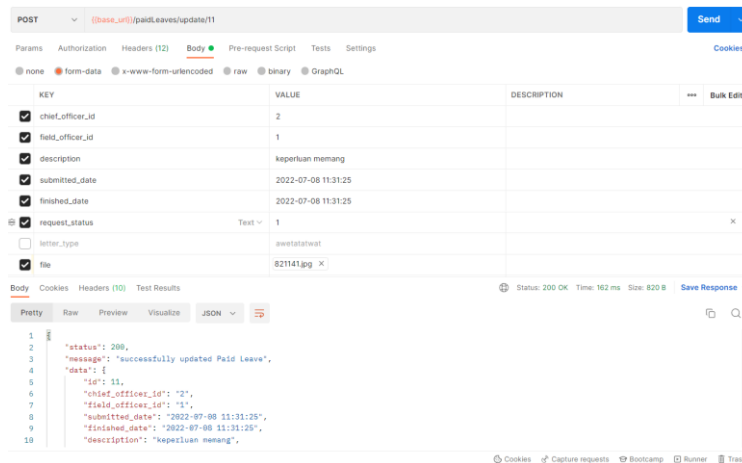 POST {{base_url}}/paidLeaves/update/11 Send
Params Authorization Headers (12) Body Pre-request Script Tests Settings Cookies
none form-data x-www-form-urlencoded raw binary GraphQL
KEY VALUE DESCRIPTION ••• Bulk Edit
chief_officer_id 2
field_officer_id 1
description keperluan memang
submitted_date 2022-07-08 11:31:25
finished_date 2022-07-08 11:31:25
request_status Text 1
letter_type awetatatwat
file 821141.jpg
Body Cookies Headers (10) Test Results Status: 200 OK Time: 162 ms Size: 820 B Save Response
Pretty Raw Preview Visualize JSON
1 {
2 "status": 200,
3 "message": "successfully updated Paid Leave",
4 "data": {
5 "id": 11,
6 "chief_officer_id": "2",
7 "field_officer_id": "1",
8 "submitted_date": "2022-07-08 11:31:25",
9 "finished_date": "2022-07-08 11:31:25",
10 "description": "keperluan memang",
Cookies Capture requests Bootcamp Runner Tras